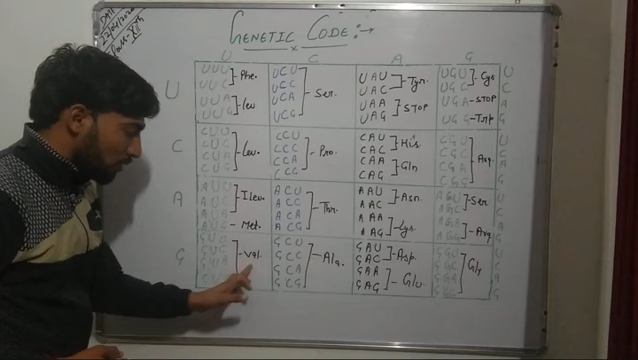 DATE
22/04/2020
GENETIC CODE:→
U C A G
U UUU UUC Phe. UCU UCC UCA UCG Ser. UAU UAC Tyr. UGU UGC Cys U C A G
UUA UUG Leu UAA UAG STOP UGA STOP UGG Trp
C CUU CUC CUA CUG Leu. CCU CCC CCA CCG Pro. CAU CAC His CGU CGC CGA CGG Arg. U C A G
CAA CAG Gln
A AUU AUC AUA Ileu. ACU ACC ACA ACG Thr. AAU AAC Asn. AGU AGC Ser U C A G
AUG Met. AAA AAG Lys AGA AGG Arg
G GUU GUC GUA GUG Val. GCU GCC GCA GCG Ala. GAU GAC Asp. GGU GGC GGA GGG Gly U C A G
GAA GAG Glu